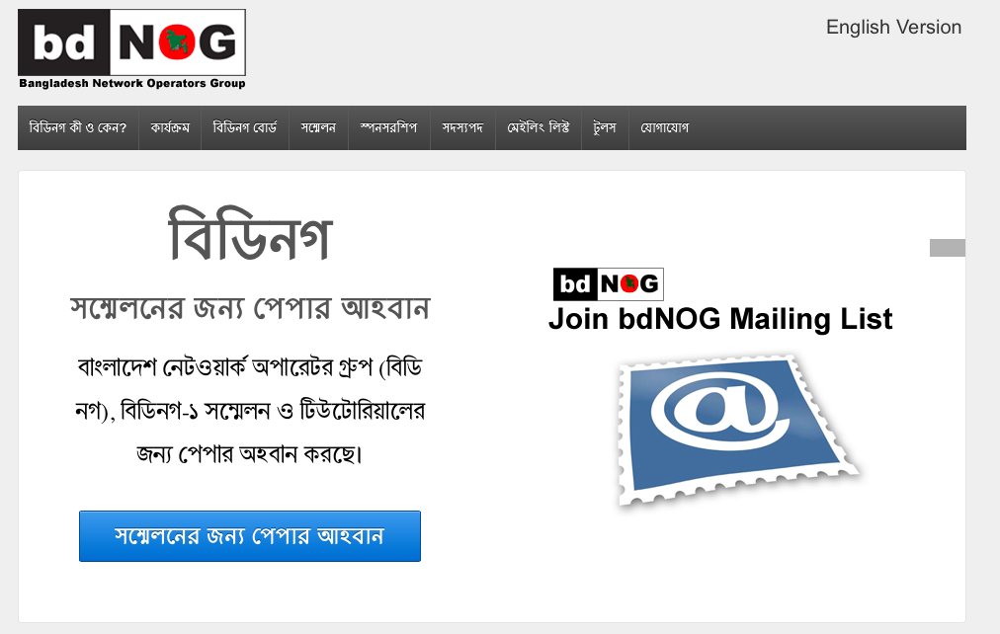 bd NOG
Bangladesh Network Operators Group
English Version
বিডিনগ কী ও কেন? কার্যক্রম বিডিনগ বোর্ড সম্মেলন স্পনসরশিপ সদস্যপদ মেইলিং লিস্ট টুলস যোগাযোগ
বিডিনগ
সম্মেলনের জন্য পেপার আহবান
বাংলাদেশ নেটওয়ার্ক অপারেটর গ্রুপ (বিডি
নগ), বিডিনগ-১ সম্মেলন ও টিউটোরিয়ালের
জন্য পেপার অহবান করছে।
সম্মেলনের জন্য পেপার আহবান
bd NOG
Join bdNOG Mailing List
@